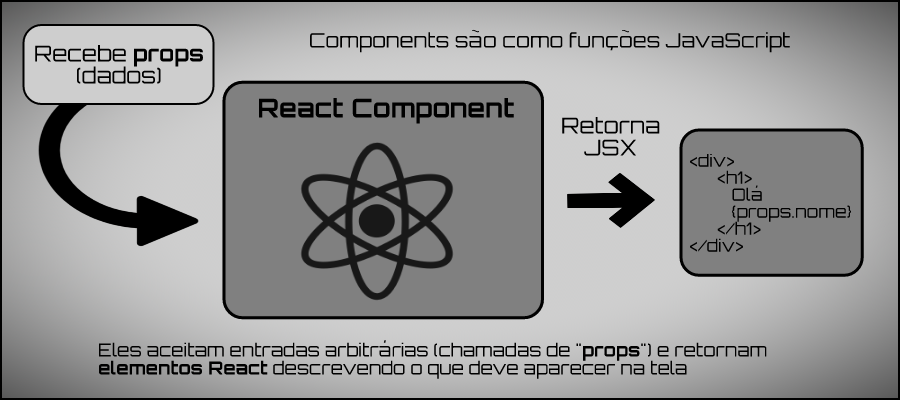 Recebe props
(dados)
Components são como funções JavaScript
React Component
Retorna
JSX
<div>
<h1>
Olá
{props.nome}
</h1>
</div>
Eles aceitam entradas arbitrárias (chamadas de "props") e retornam
elementos React descrevendo o que deve aparecer na tela